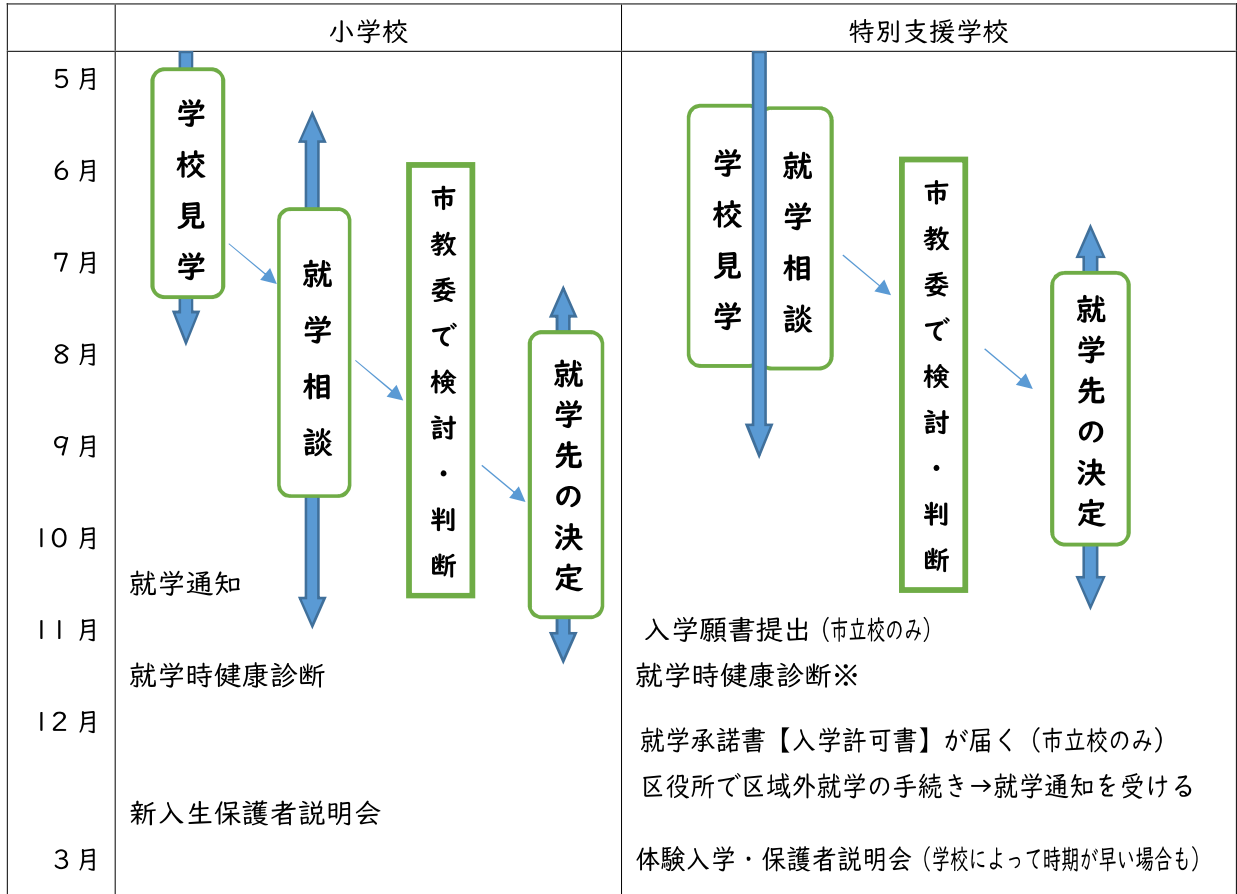 小学校
特別支援学校
5月
6月
7月
8月
9月
10月
11月
12月
3月
学校見学
就学相談
市教委で検討・判断
就学先の決定
就学通知
就学時健康診断
新入生保護者説明会
学校見学
就学相談
市教委で検討・判断
就学先の決定
入学願書提出（市立校のみ）
就学時健康診断※
就学承諾書【入学許可書】が届く（市立校のみ）
区役所で区域外就学の手続き→就学通知を受ける
体験入学・保護者説明会（学校によって時期が早い場合も）